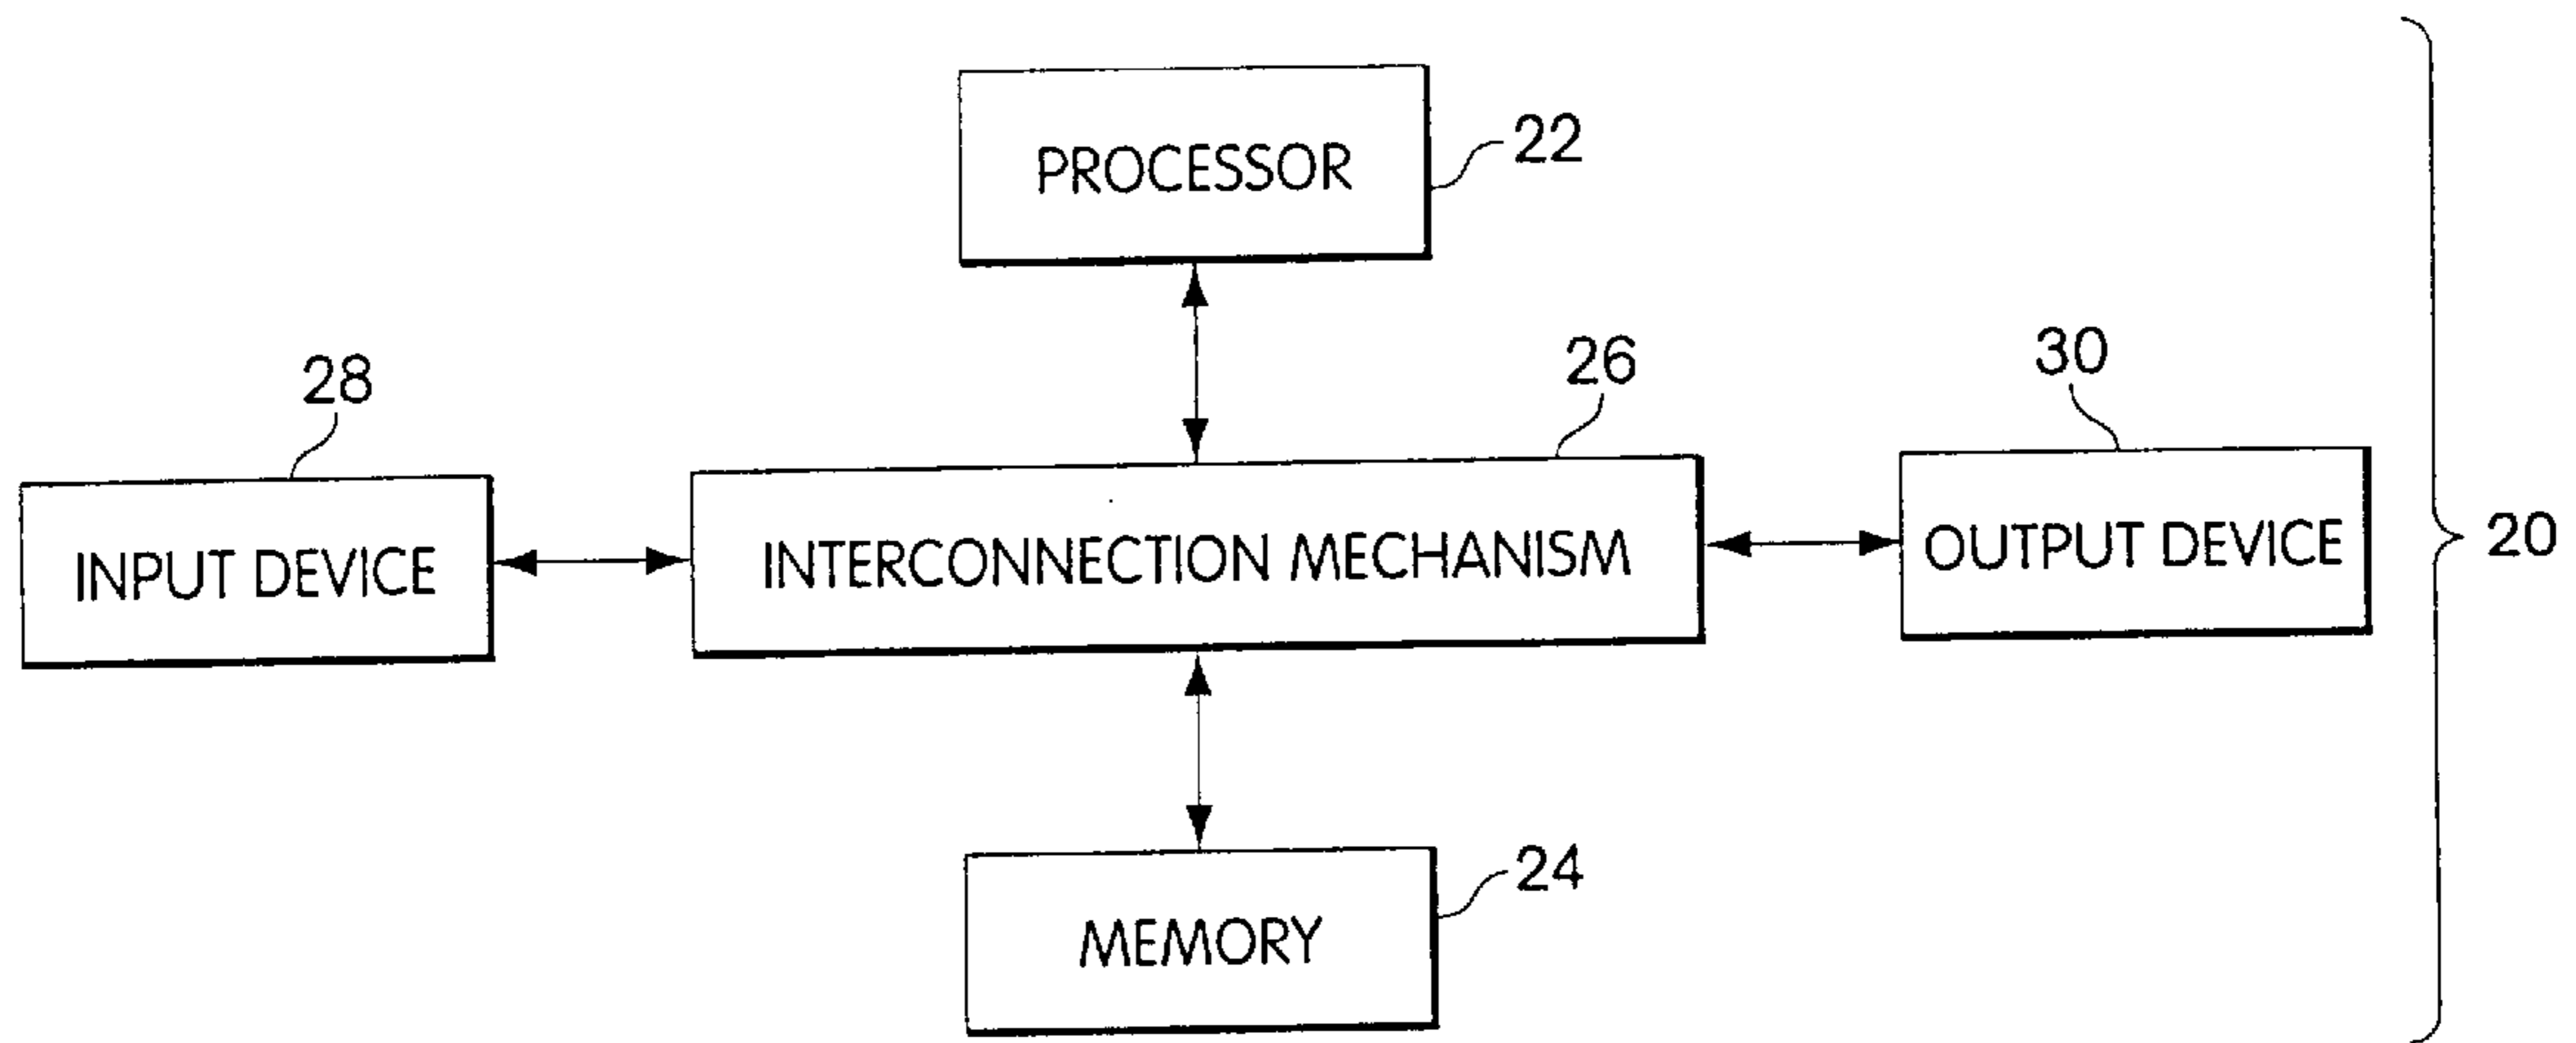 PROCESSOR
22
28
INPUT DEVICE
26
INTERCONNECTION MECHANISM
30
OUTPUT DEVICE
20
MEMORY
24